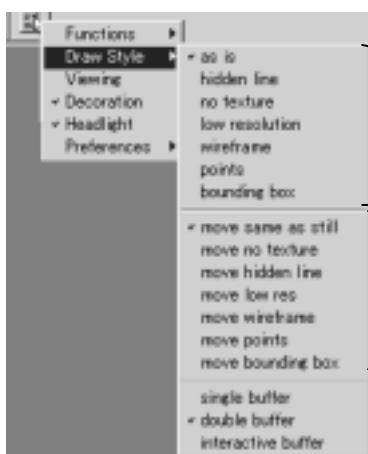 Functions
Draw Style
Viewing
Decoration
Headlight
Preferences
as is
hidden line
no texture
low resolution
wireframe
points
bounding box
move same as still
move no texture
move hidden line
move low res
move wireframe
move points
move bounding box
single buffer
double buffer
interactive buffer